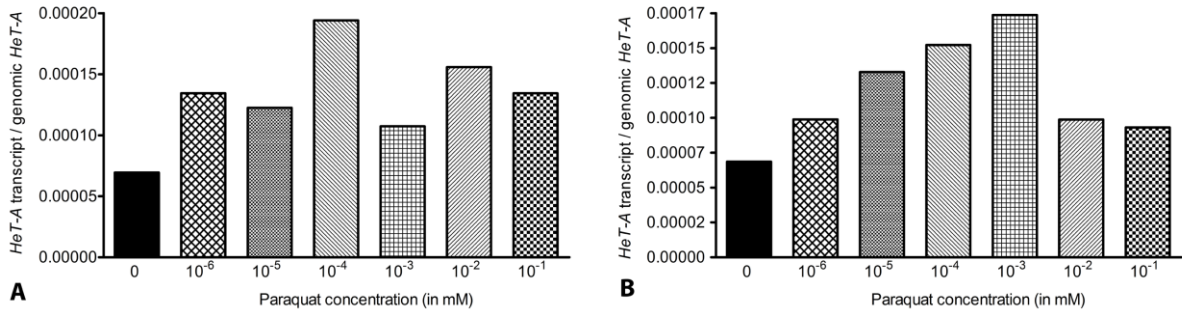 HeT-A transcript / genomic HeT-A
0.00020
0.00015
0.00010
0.00005
0.00000
0 10⁻⁶ 10⁻⁵ 10⁻⁴ 10⁻³ 10⁻² 10⁻¹
Paraquat concentration (in mM)
A
HeT-A transcript / genomic HeT-A
0.00017
0.00015
0.00012
0.00010
0.00007
0.00005
0.00002
0.00000
0 10⁻⁶ 10⁻⁵ 10⁻⁴ 10⁻³ 10⁻² 10⁻¹
Paraquat concentration (in mM)
B